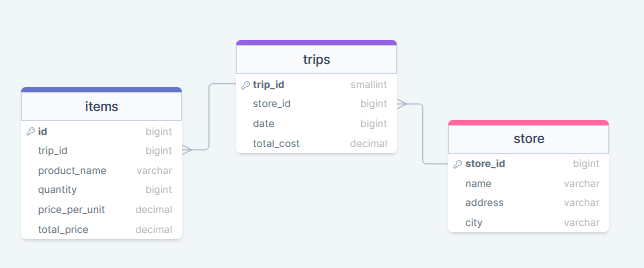 items
id bigint
trip_id bigint
product_name varchar
quantity bigint
price_per_unit decimal
total_price decimal
trips
trip_id smallint
store_id bigint
date bigint
total_cost decimal
store
store_id bigint
name varchar
address varchar
city varchar